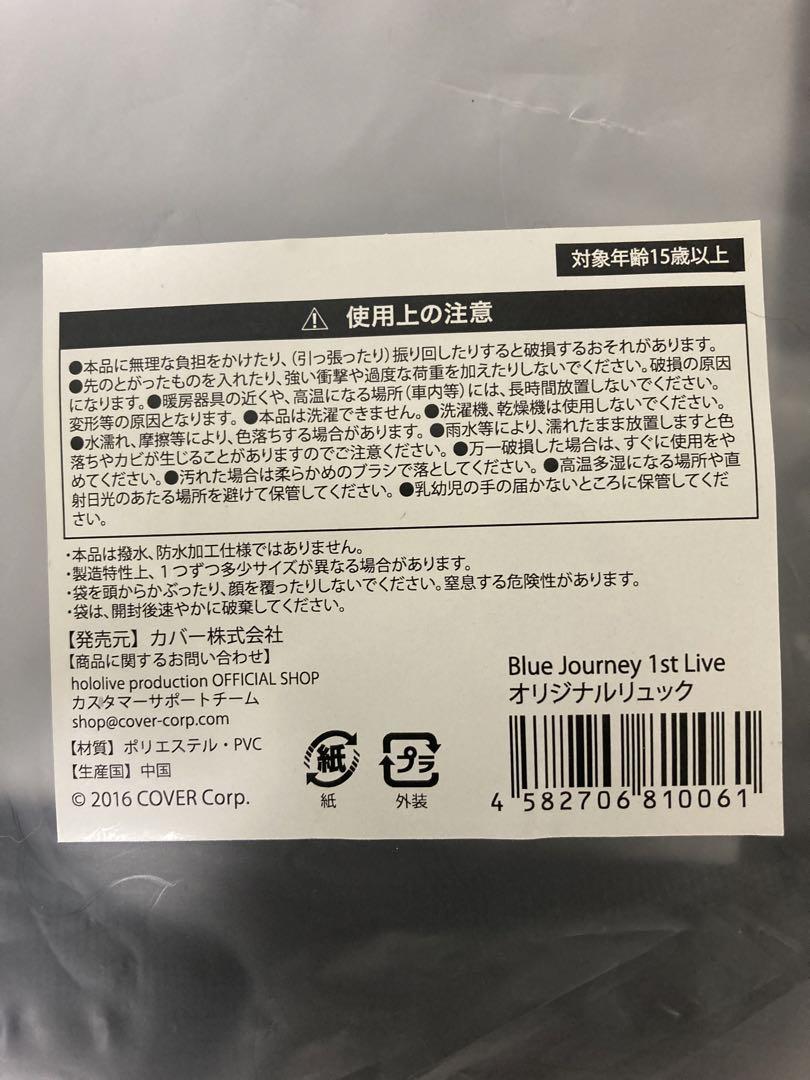 対象年齢15歳以上
⚠ 使用上の注意
●本品に無理な負担をかけたり、(引っ張ったり)振り回したりすると破損するおそれがあります。
●先のとがったものを入れたり、強い衝撃や過度な荷重を加えたりしないでください。破損の原因
になります。●暖房器具の近くや、高温になる場所(車内等)には、長時間放置しないでください。
変形等の原因となります。●本品は洗濯できません。●洗濯機、乾燥機は使用しないでください。
●水濡れ、摩擦等により、色落ちする場合があります。●雨水等により、濡れたまま放置しますと色
落ちやカビが生じることがありますのでご注意ください。●万一破損した場合は、すぐに使用をや
めてください。●汚れた場合は柔らかめのブラシで落としてください。●高温多湿になる場所や直
射日光のあたる場所を避けて保管してください。●乳幼児の手の届かないところに保管してくだ
さい。
・本品は撥水、防水加工仕様ではありません。
・製造特性上、1つずつ多少サイズが異なる場合があります。
・袋を頭からかぶったり、顔を覆ったりしないでください。窒息する危険性があります。
・袋は、開封後速やかに破棄してください。
【発売元】カバー株式会社
【商品に関するお問い合わせ】
hololive production OFFICIAL SHOP
カスタマーサポートチーム
shop@cover-corp.com
【材質】ポリエステル・PVC
【生産国】中国
© 2016 COVER Corp.
紙
紙
プラ
外装
Blue Journey 1st Live
オリジナルリュック
4 582706 810061